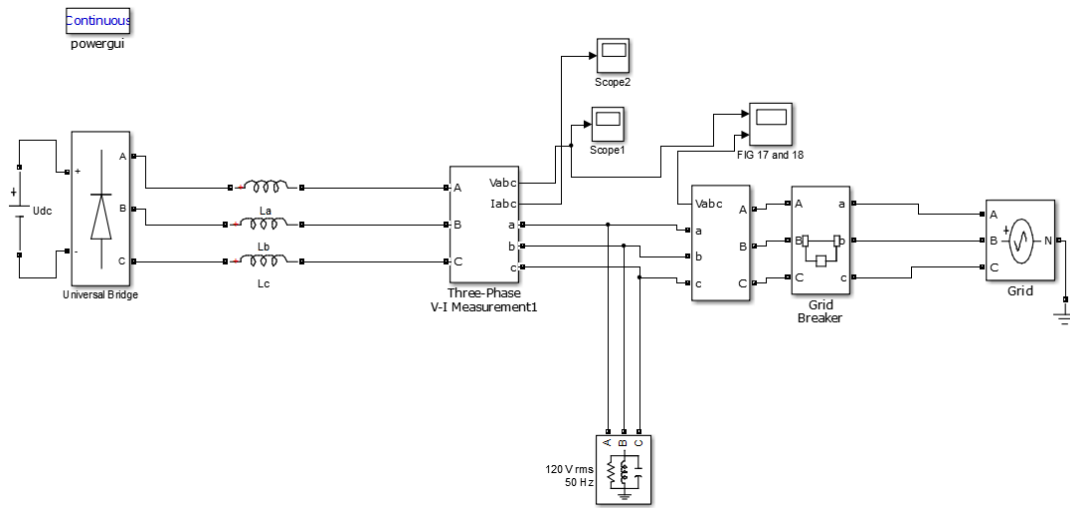 Continuous
powergui
Scope2
Scope1
FIG 17 and 18
Udc
+
+
-
A
B
C
Universal Bridge
+
La
+
Lb
+
Lc
A
B
C
Vabc
Iabc
a
b
c
Three-Phase
V-I Measurement1
Vabc
a
b
c
A
B
C
A
B
C
a
b
c
Grid
Breaker
A
B
C
+
N
Grid
A
B
C
120 V rms
50 Hz